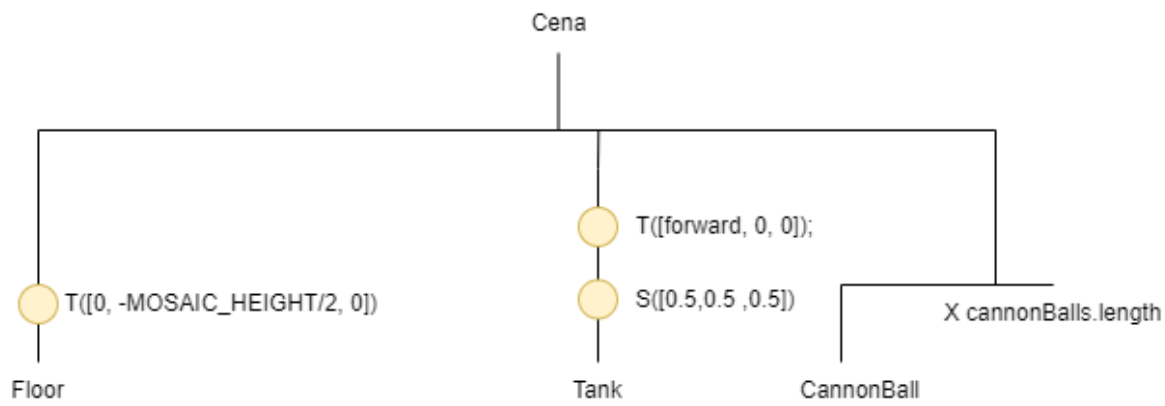 Cena
T([forward, 0, 0]);
T([0, -MOSAIC_HEIGHT/2, 0])
S([0.5,0.5 ,0.5])
X cannonBalls.length
Floor
Tank
CannonBall